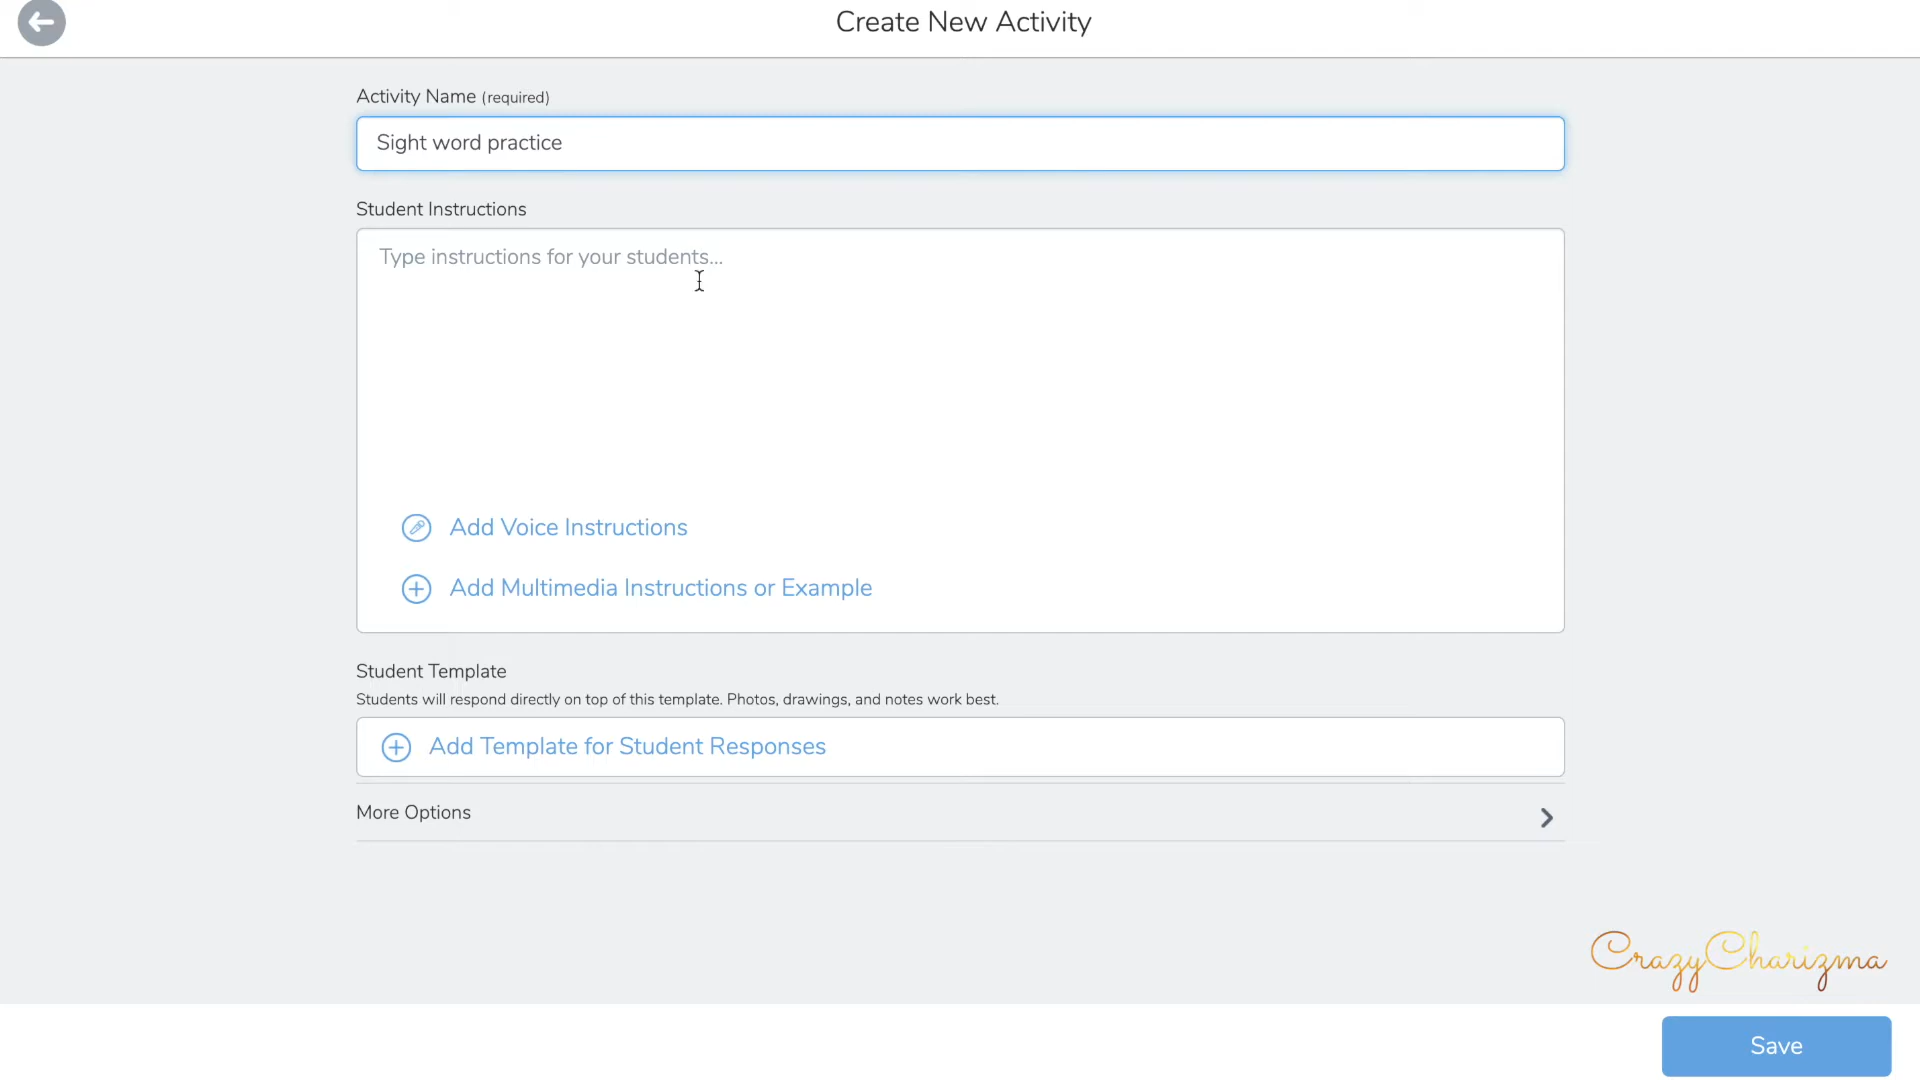 Create New Activity
Activity Name (required)
Sight word practice
Student Instructions
Type instructions for your students...
Add Voice Instructions
Add Multimedia Instructions or Example
Student Template
Students will respond directly on top of this template. Photos, drawings, and notes work best.
Add Template for Student Responses
More Options
CrazyCharizma
Save